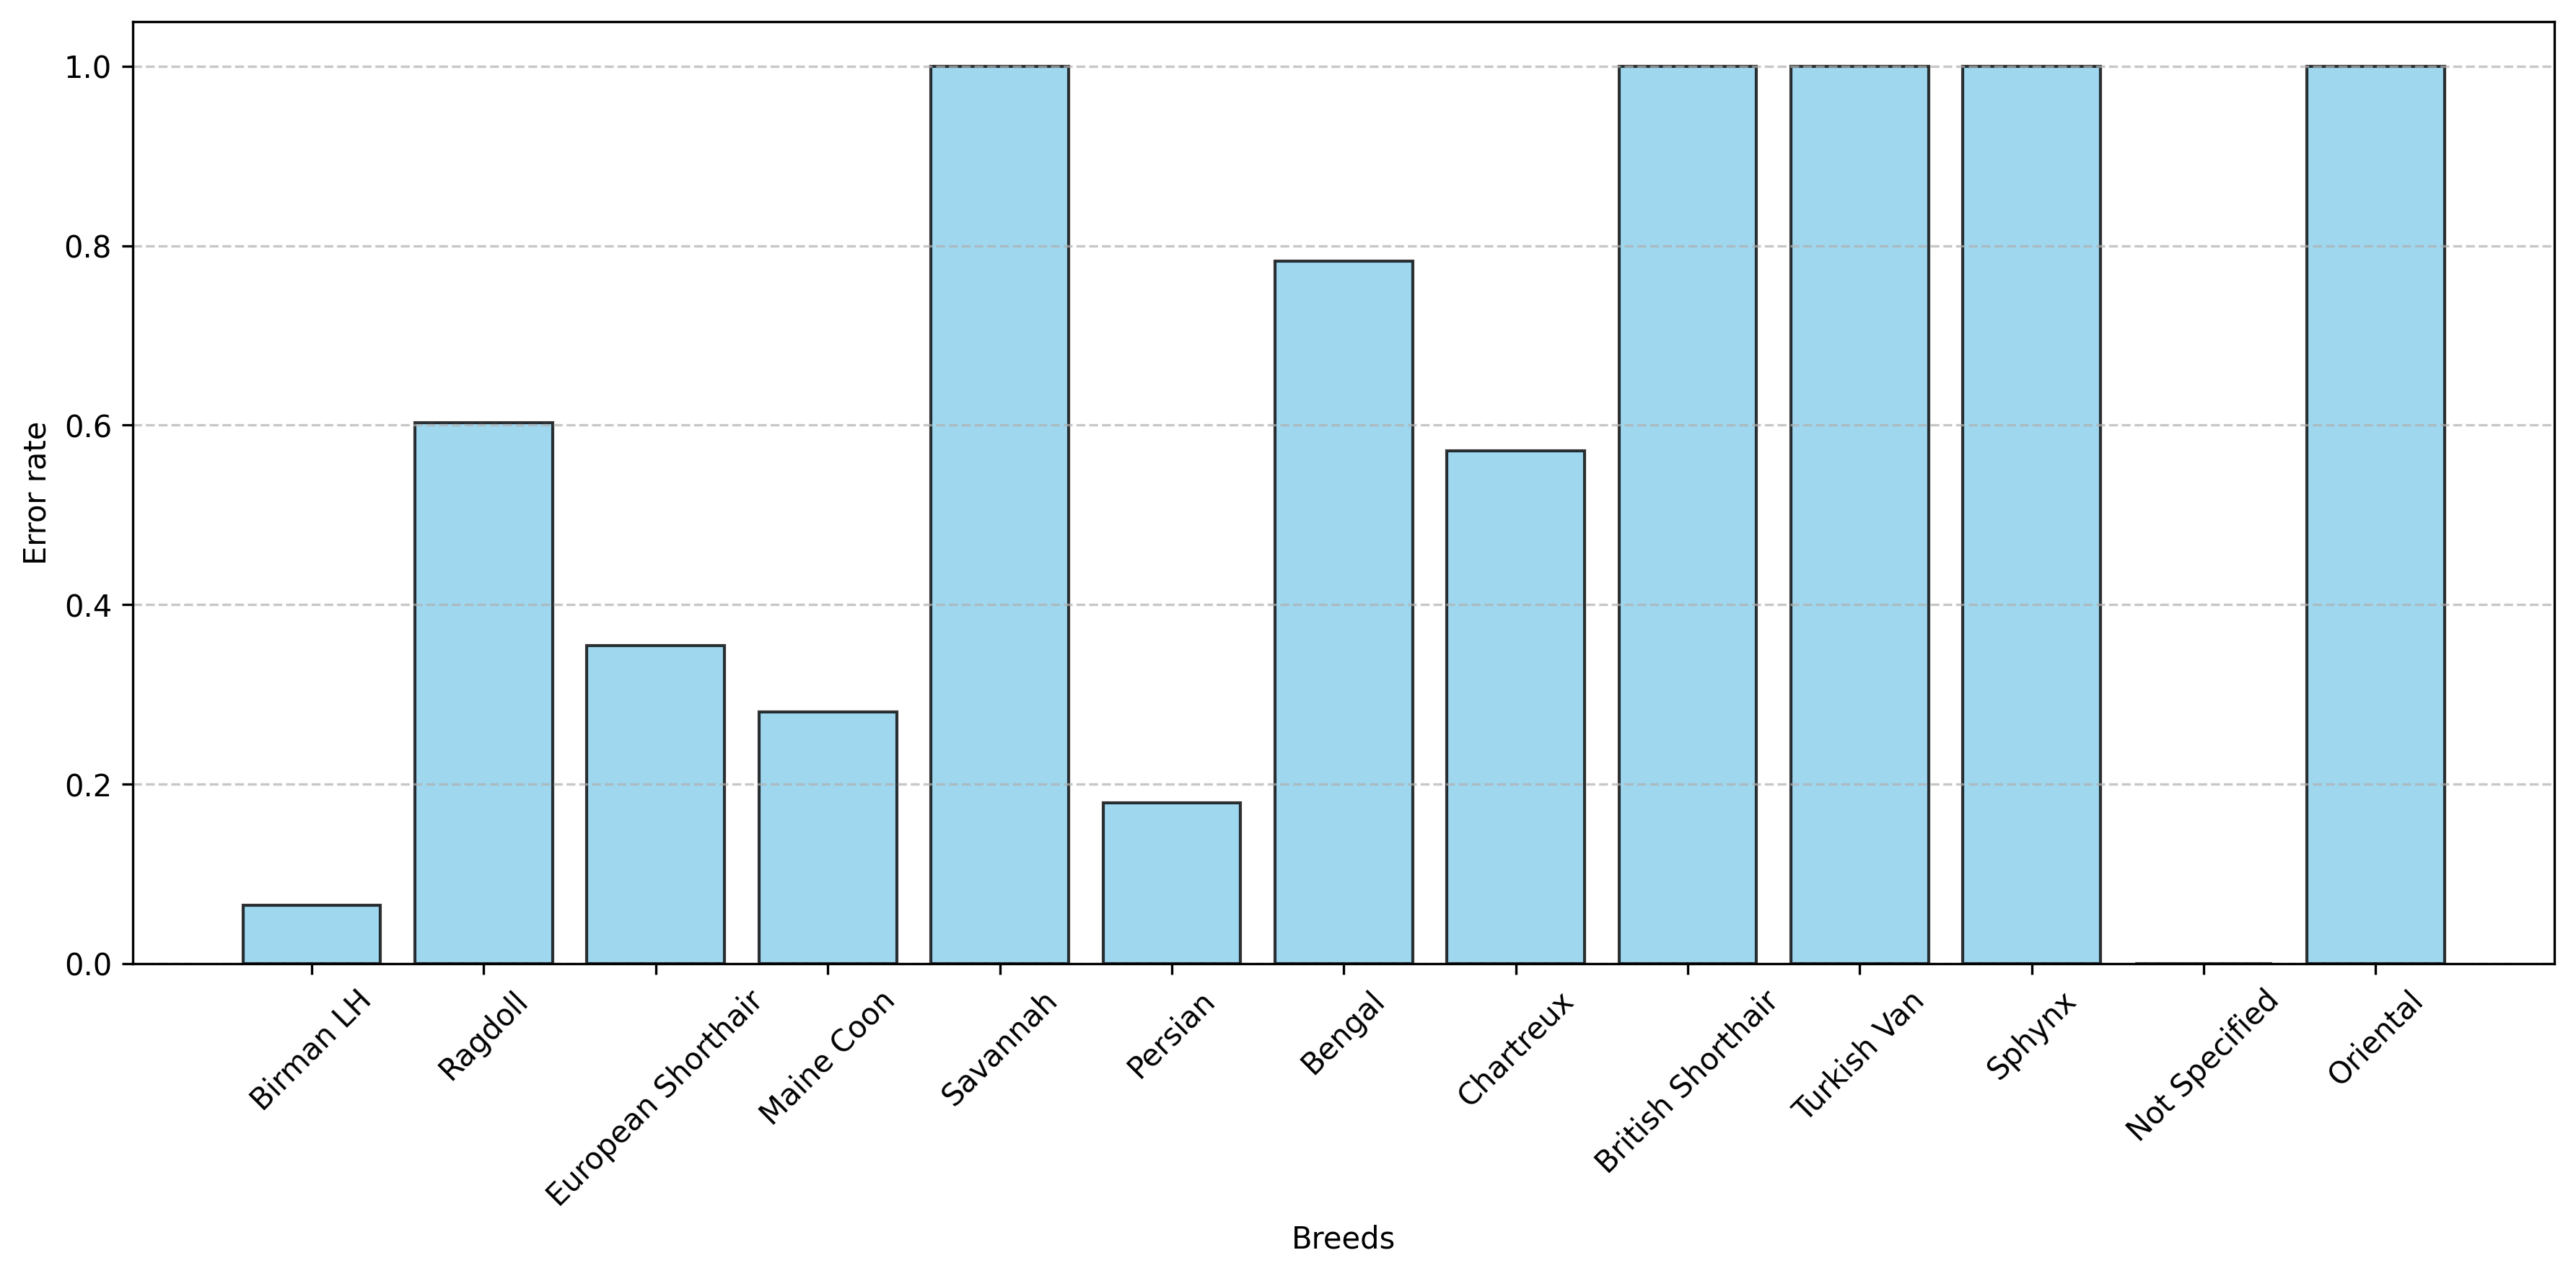 1.0
0.8
0.6
0.4
0.2
0.0
Error rate
Birman LH
Ragdoll
European Shorthair
Maine Coon
Savannah
Persian
Bengal
Chartreux
British Shorthair
Turkish Van
Sphynx
Not Specified
Oriental
Breeds